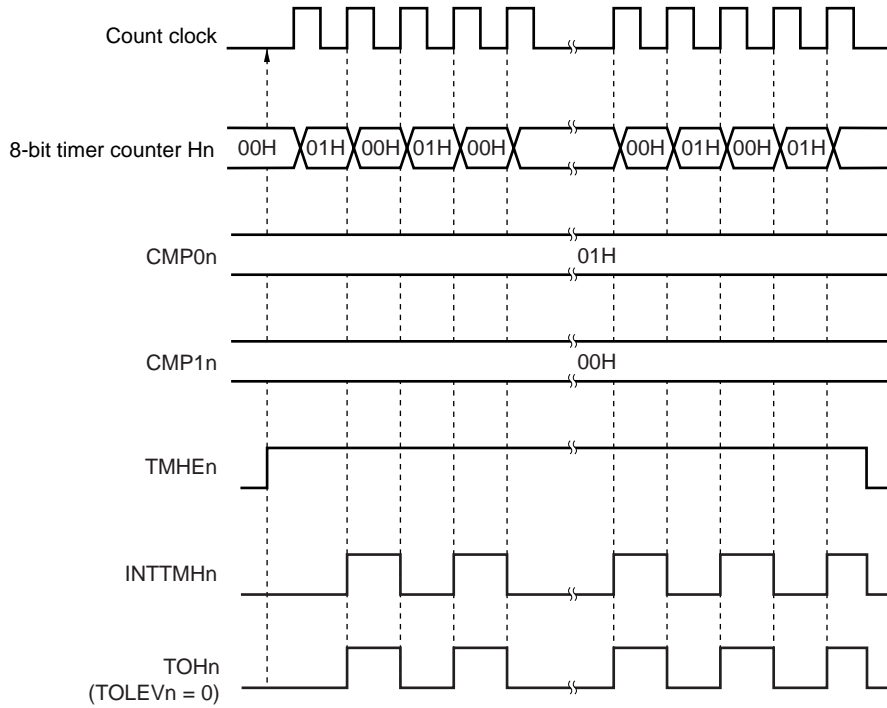 Count clock
8-bit timer counter Hn 00H 01H 00H 01H 00H 00H 01H 00H 01H
CMP0n 01H
CMP1n 00H
TMHEn
INTTMHn
TOHn
(TOLEVn = 0)